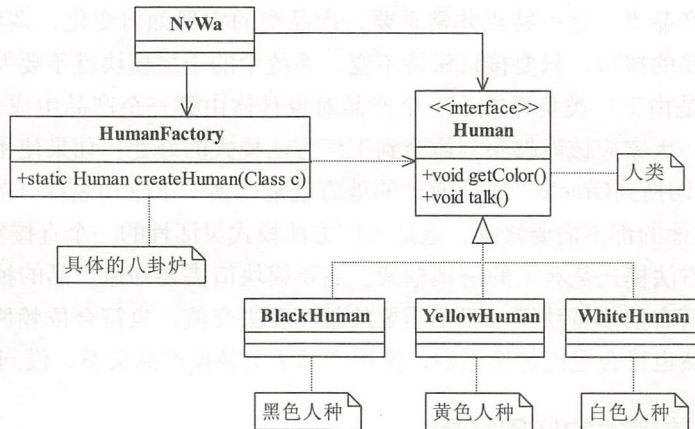 NvWa
<<interface>>
Human
+void getColor()
+void talk()
HumanFactory
+static Human createHuman(Class c)
人类
具体的八卦炉
BlackHuman
YellowHuman
WhiteHuman
黑色人种
黄色人种
白色人种